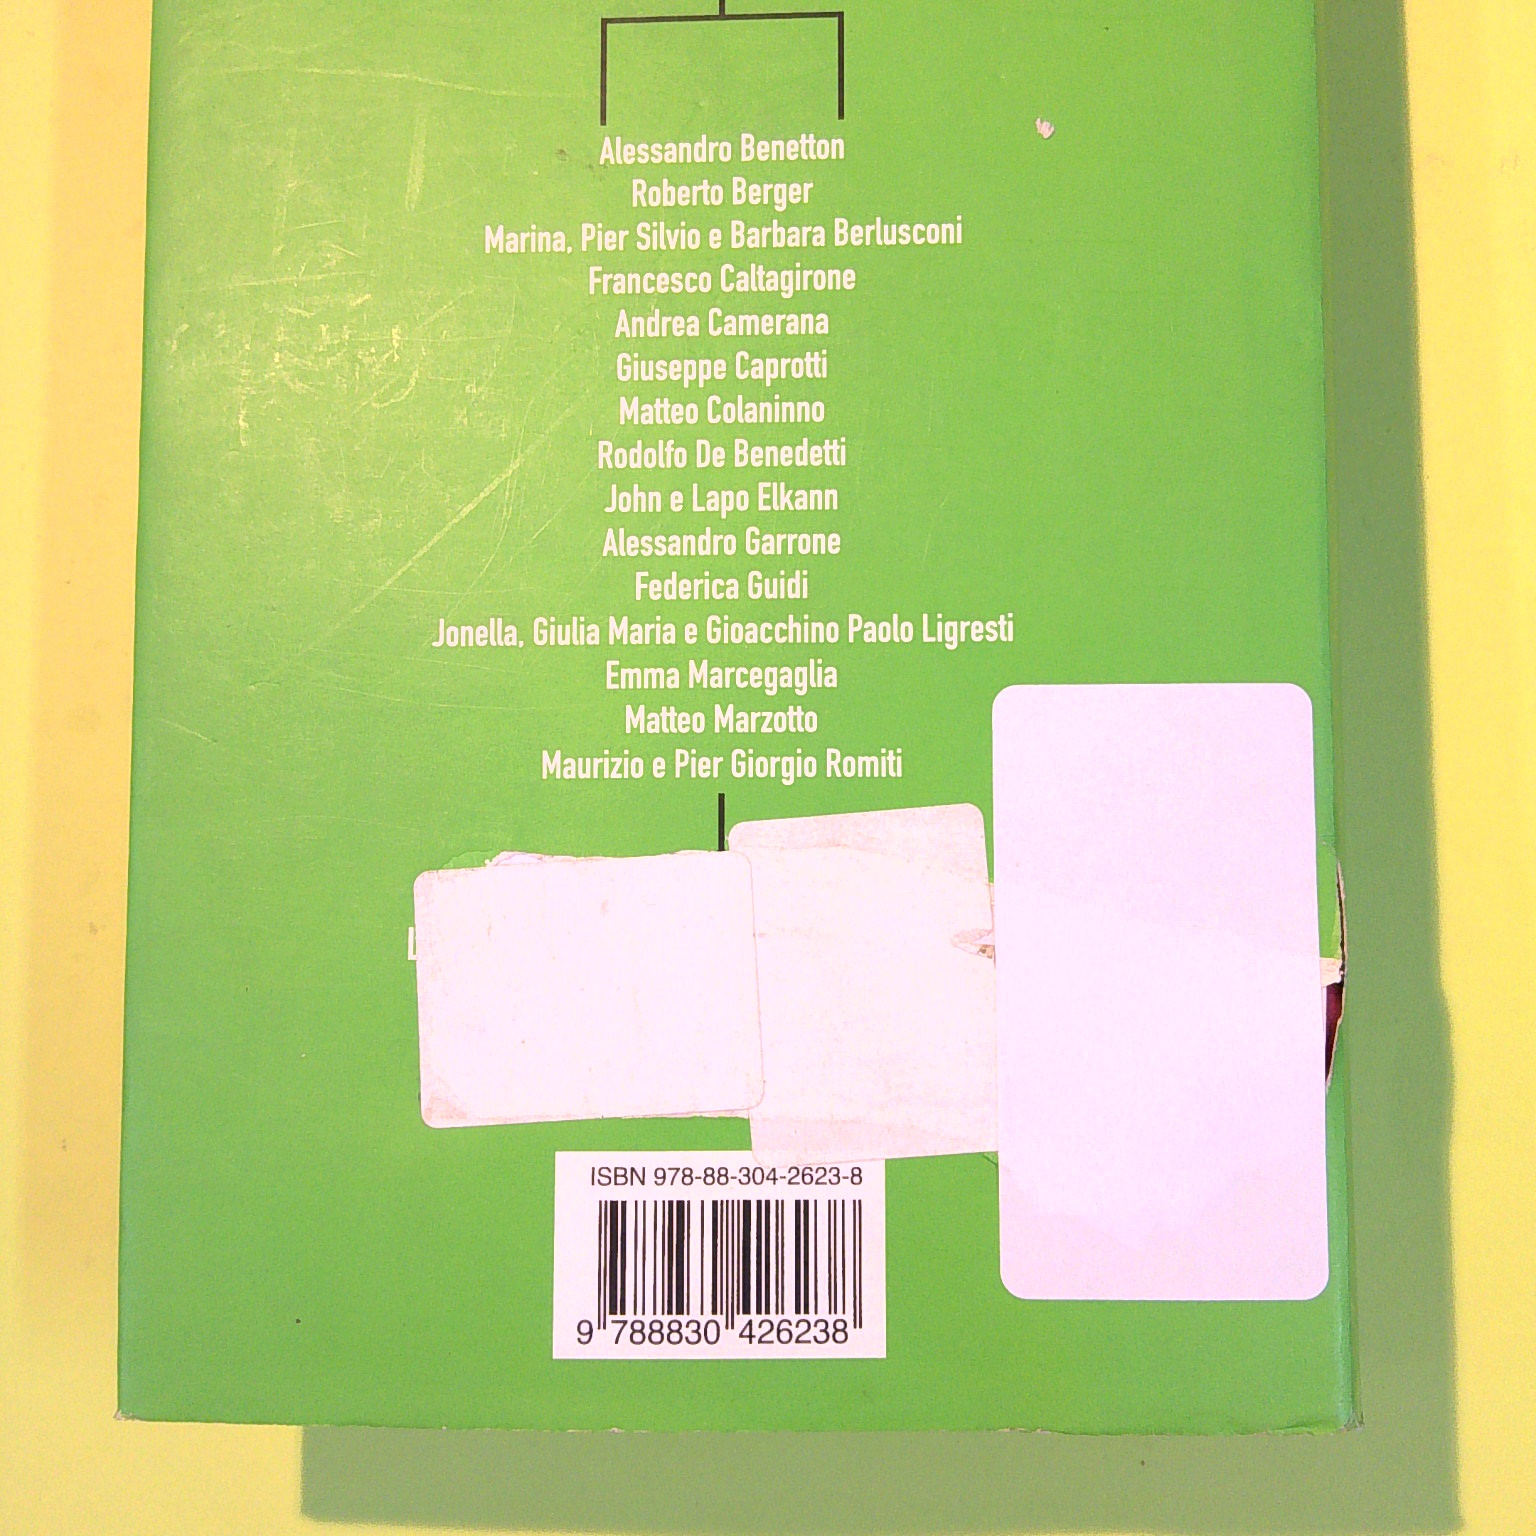 Alessandro Benetton
Roberto Berger
Marina, Pier Silvio e Barbara Berlusconi
Francesco Caltagirone
Andrea Camerana
Giuseppe Caprotti
Matteo Colaninno
Rodolfo De Benedetti
John e Lapo Elkann
Alessandro Garrone
Federica Guidi
Jonella, Giulia Maria e Gioacchino Paolo Ligresti
Emma Marcegaglia
Matteo Marzotto
Maurizio e Pier Giorgio Romiti
ISBN 978-88-304-2623-8
9 788830 426238